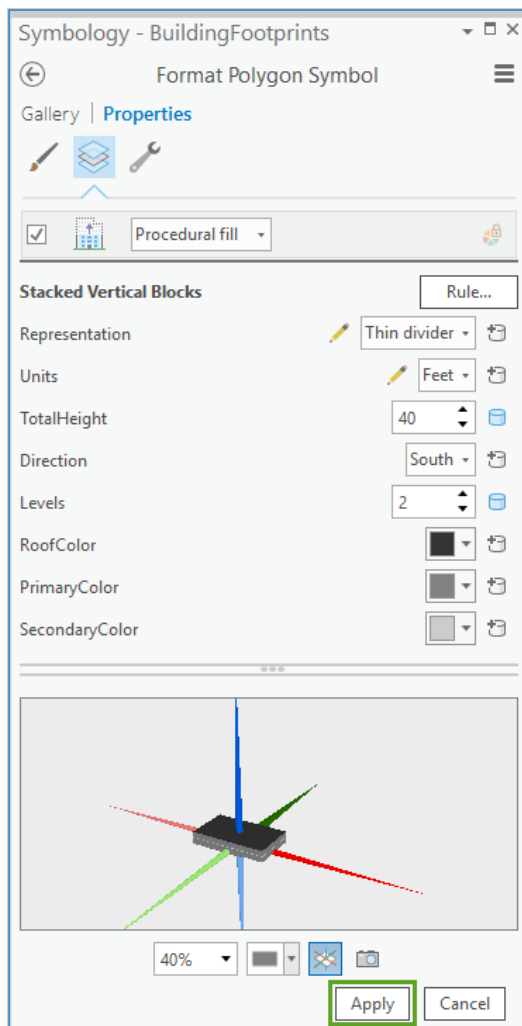 Symbology - BuildingFootprints
Format Polygon Symbol
Gallery | Properties
Procedural fill
Stacked Vertical Blocks Rule...
Representation Thin divider
Units Feet
TotalHeight 40
Direction South
Levels 2
RoofColor
PrimaryColor
SecondaryColor
40%
Apply Cancel